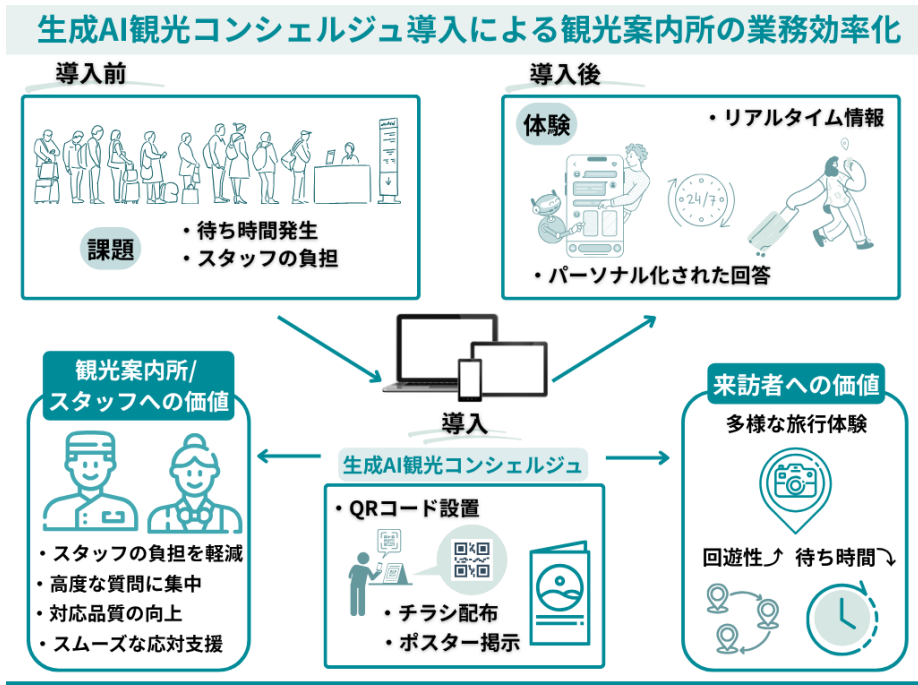 生成AI観光コンシェルジュ導入による観光案内所の業務効率化
導入前
課題
・待ち時間発生
・スタッフの負担
導入後
体験
・リアルタイム情報
24/7
・パーソナル化された回答
導入
生成AI観光コンシェルジュ
・QRコード設置
・チラシ配布
・ポスター掲示
観光案内所/
スタッフへの価値
・スタッフの負担を軽減
・高度な質問に集中
・対応品質の向上
・スムーズな応対支援
来訪者への価値
多様な旅行体験
回遊性⤴ 待ち時間⤵